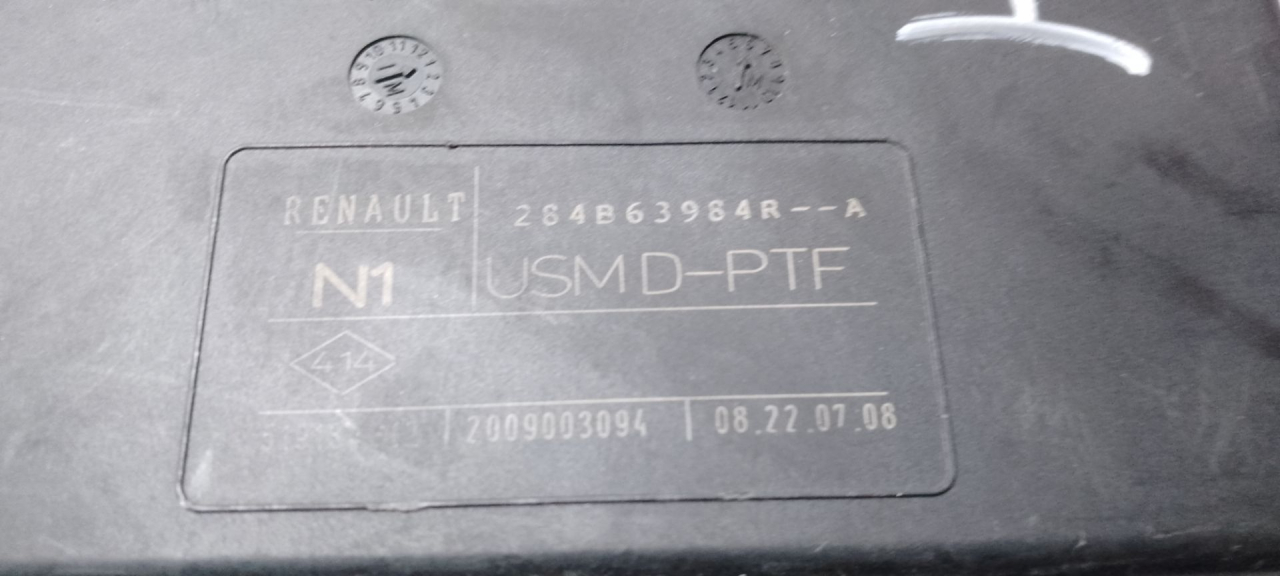 RENAULT
284B63984R--A
N1
USM D-PTF
414
2009003094
08.22.07.08